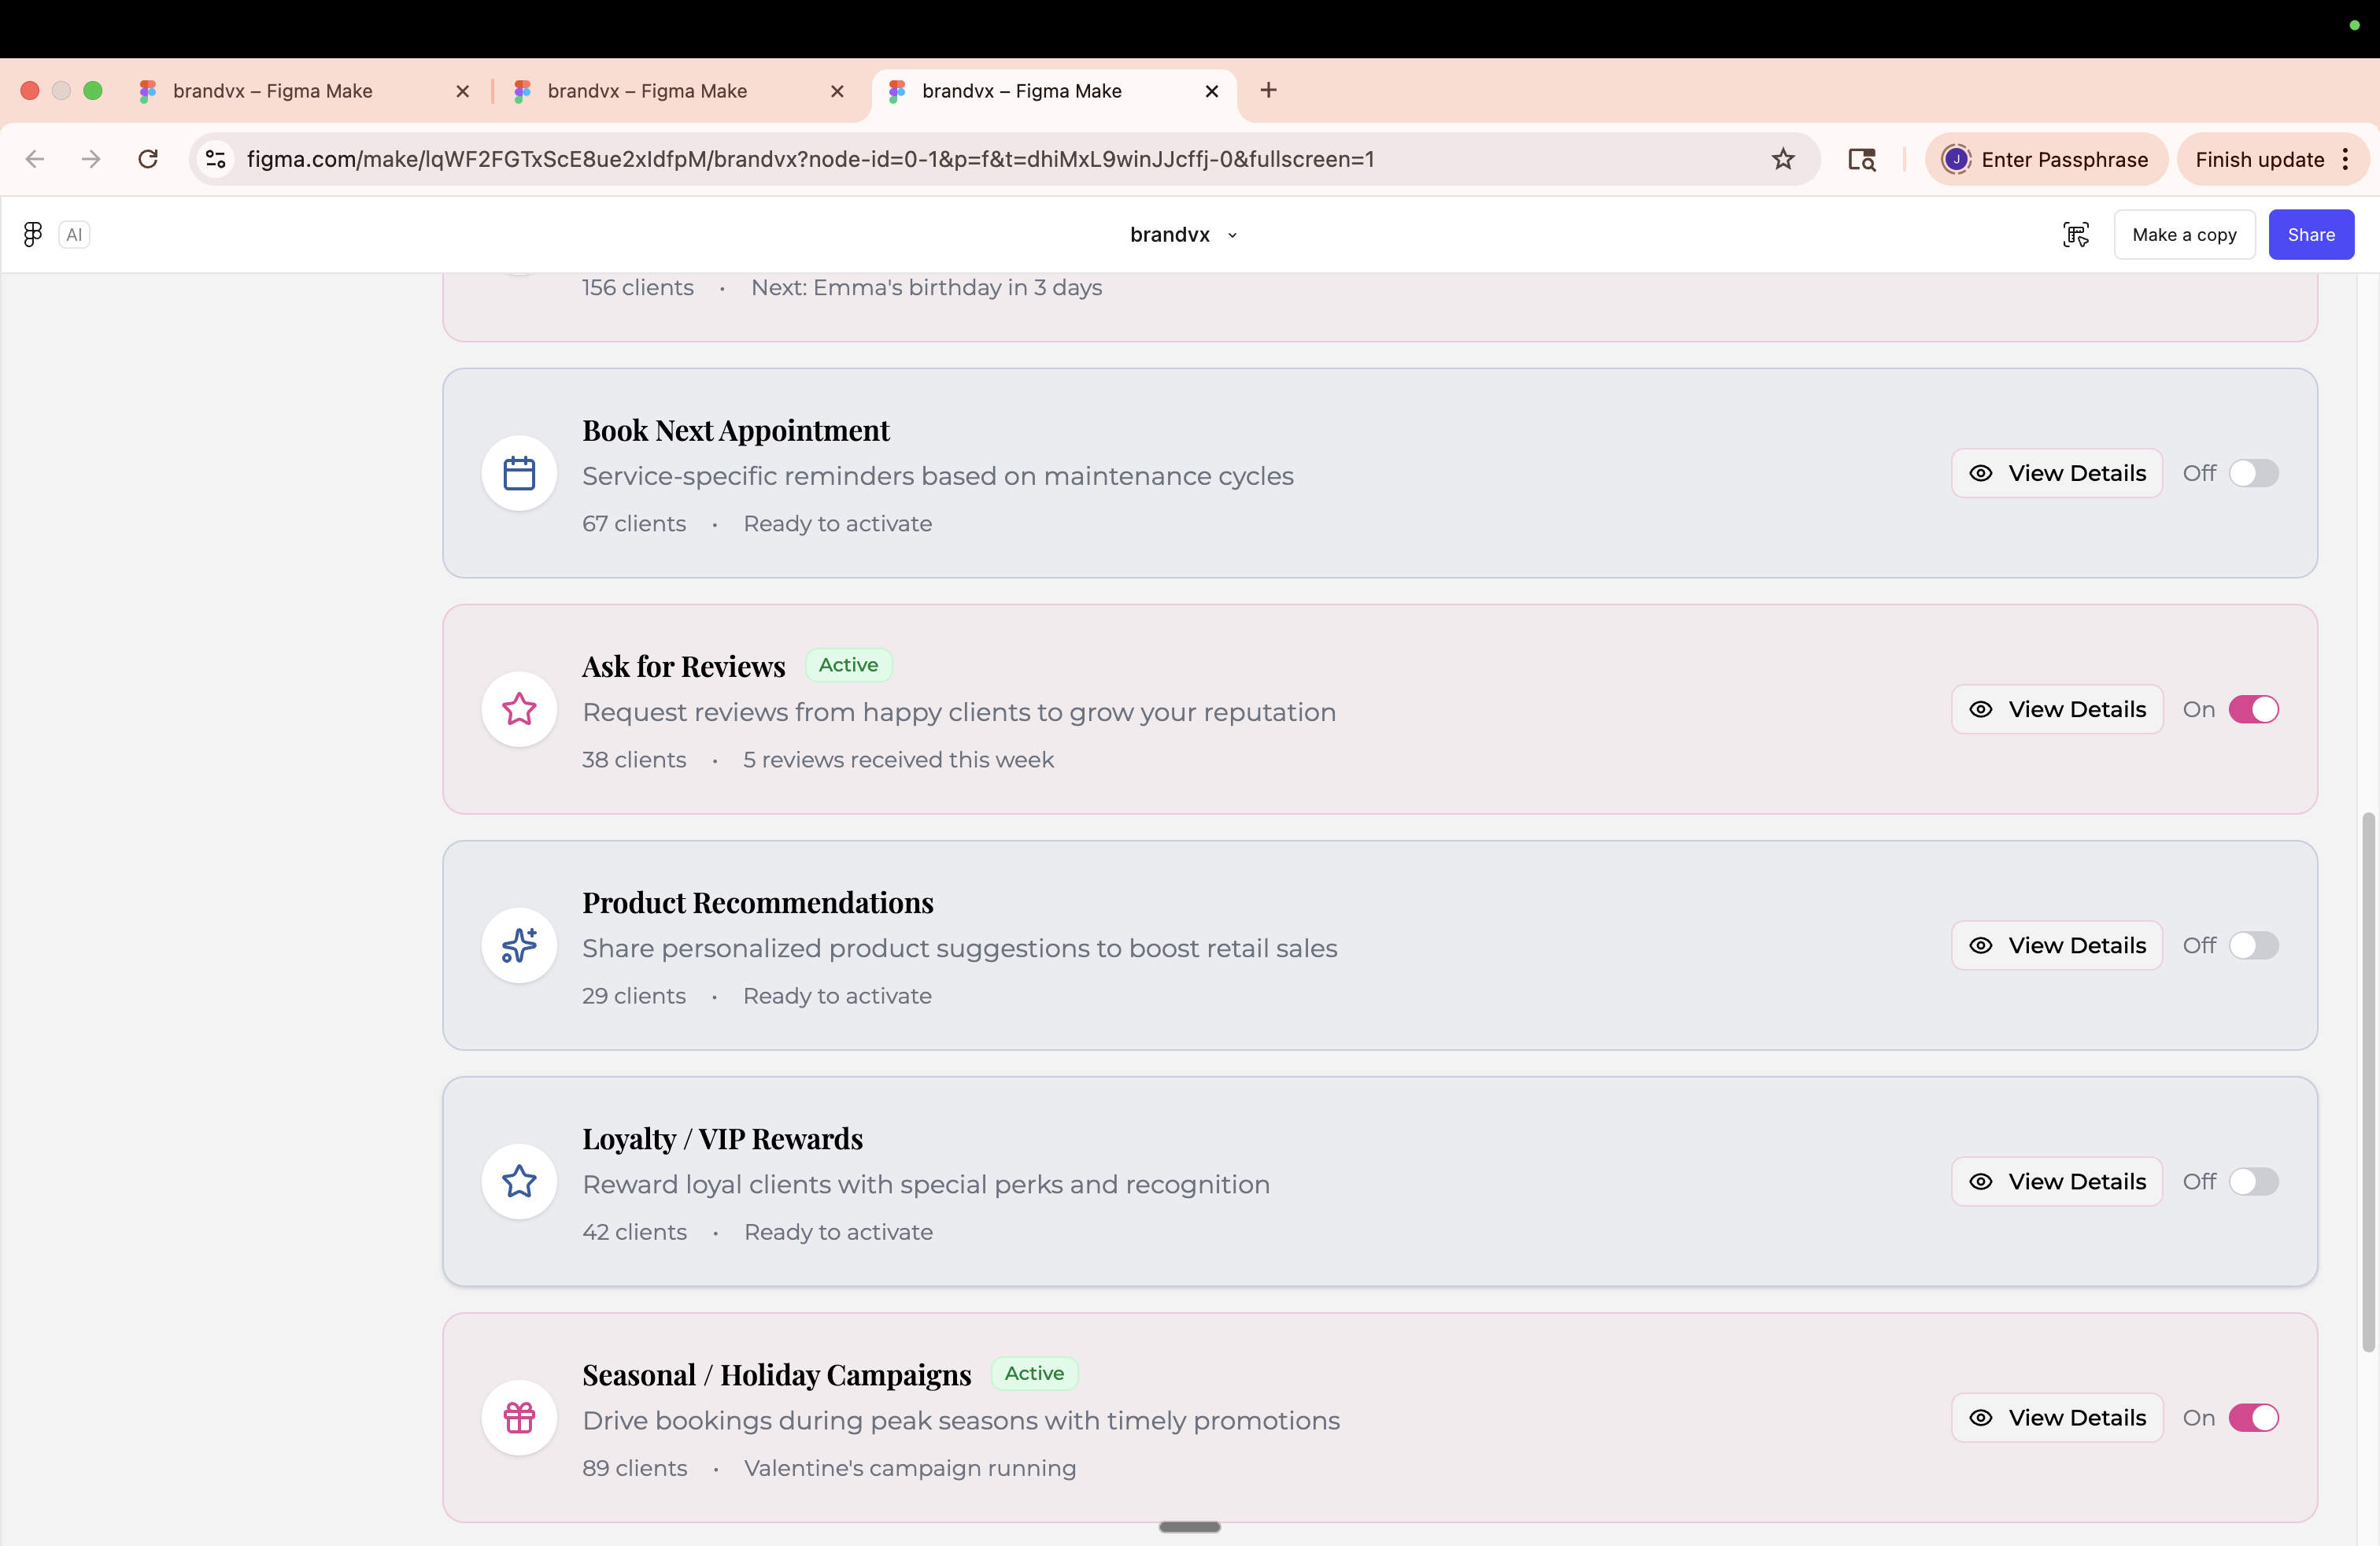 brandvx – Figma Make
brandvx – Figma Make
brandvx – Figma Make
figma.com/make/lqWF2FGTxScE8ue2xIdfpM/brandvx?node-id=0-1&p=f&t=dhiMxL9winJJcffj-0&fullscreen=1
J
Enter Passphrase
Finish update
AI
brandvx
Make a copy
Share
156 clients • Next: Emma's birthday in 3 days
Book Next Appointment
Service-specific reminders based on maintenance cycles
67 clients • Ready to activate
View Details
Off
Ask for Reviews
Active
Request reviews from happy clients to grow your reputation
38 clients • 5 reviews received this week
View Details
On
Product Recommendations
Share personalized product suggestions to boost retail sales
29 clients • Ready to activate
View Details
Off
Loyalty / VIP Rewards
Reward loyal clients with special perks and recognition
42 clients • Ready to activate
View Details
Off
Seasonal / Holiday Campaigns
Active
Drive bookings during peak seasons with timely promotions
89 clients • Valentine's campaign running
View Details
On